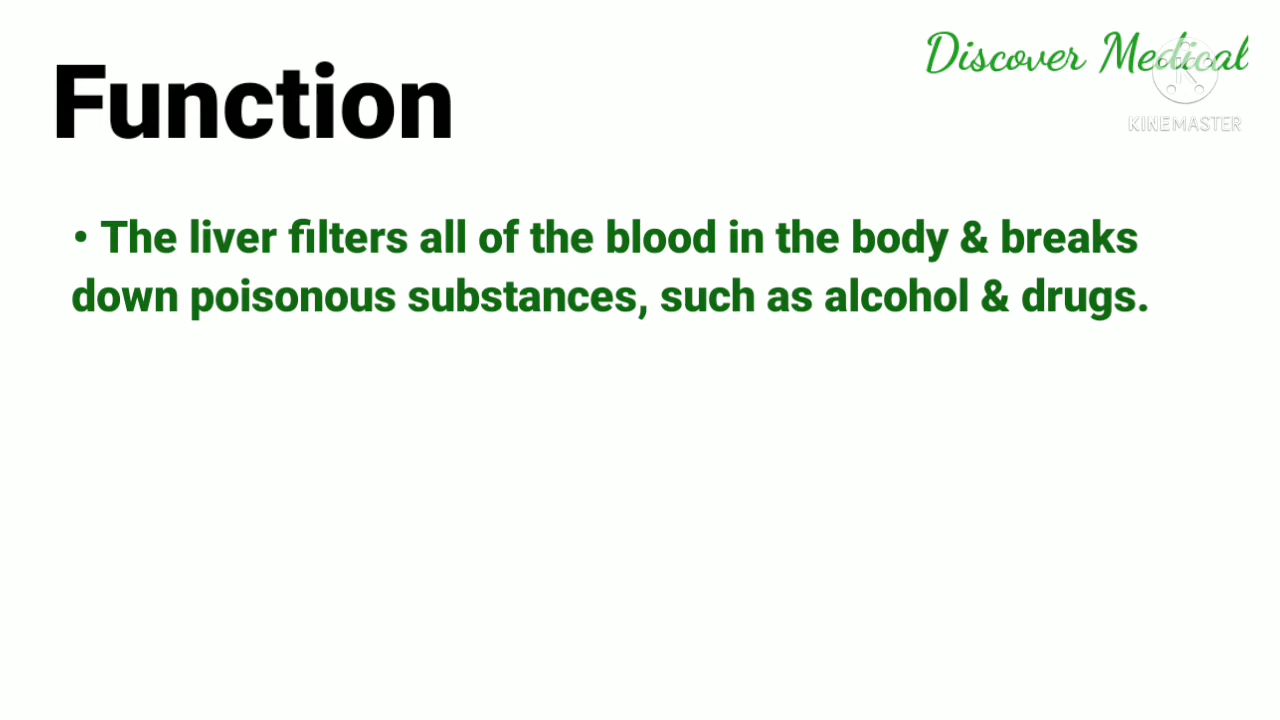 Discover Medical
KINEMASTER
Function
• The liver filters all of the blood in the body & breaks
down poisonous substances, such as alcohol & drugs.